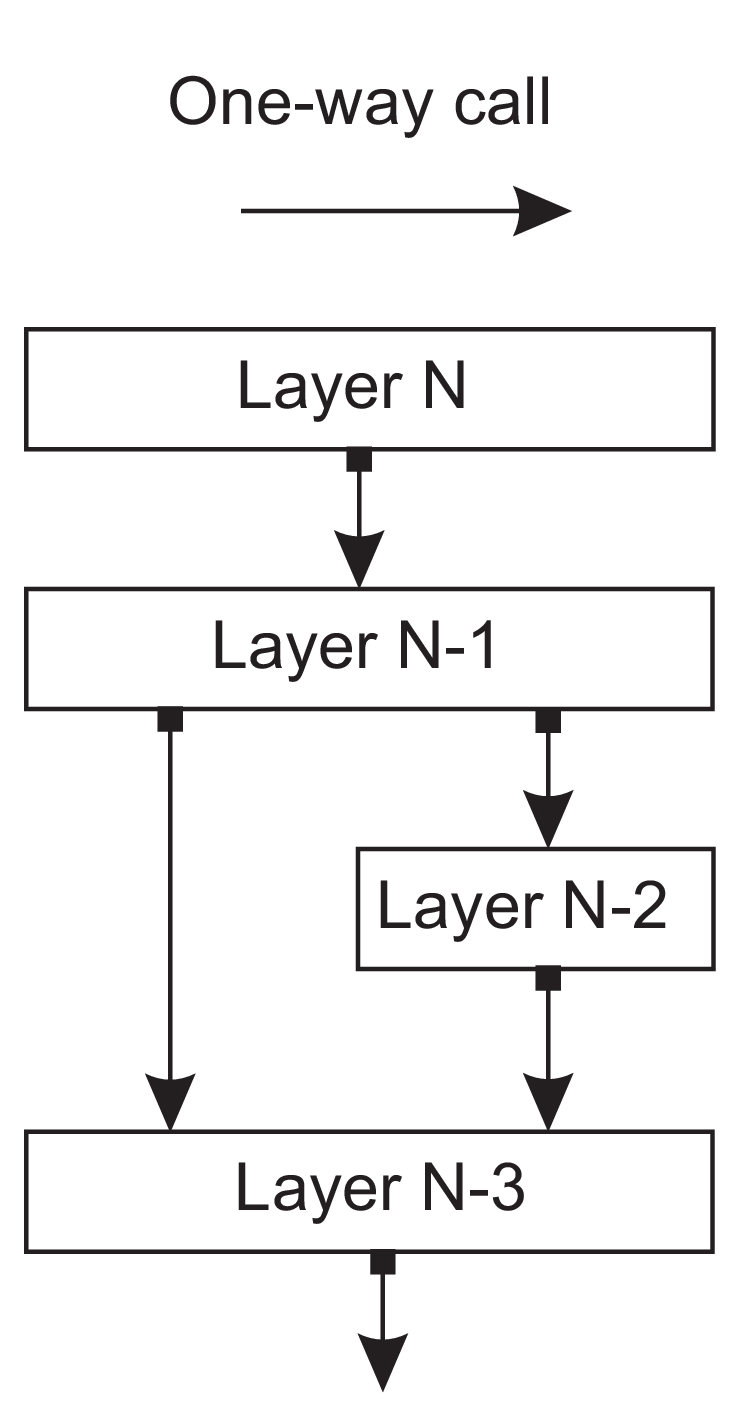 One-way call
Layer N
Layer N-1
Layer N-2
Layer N-3